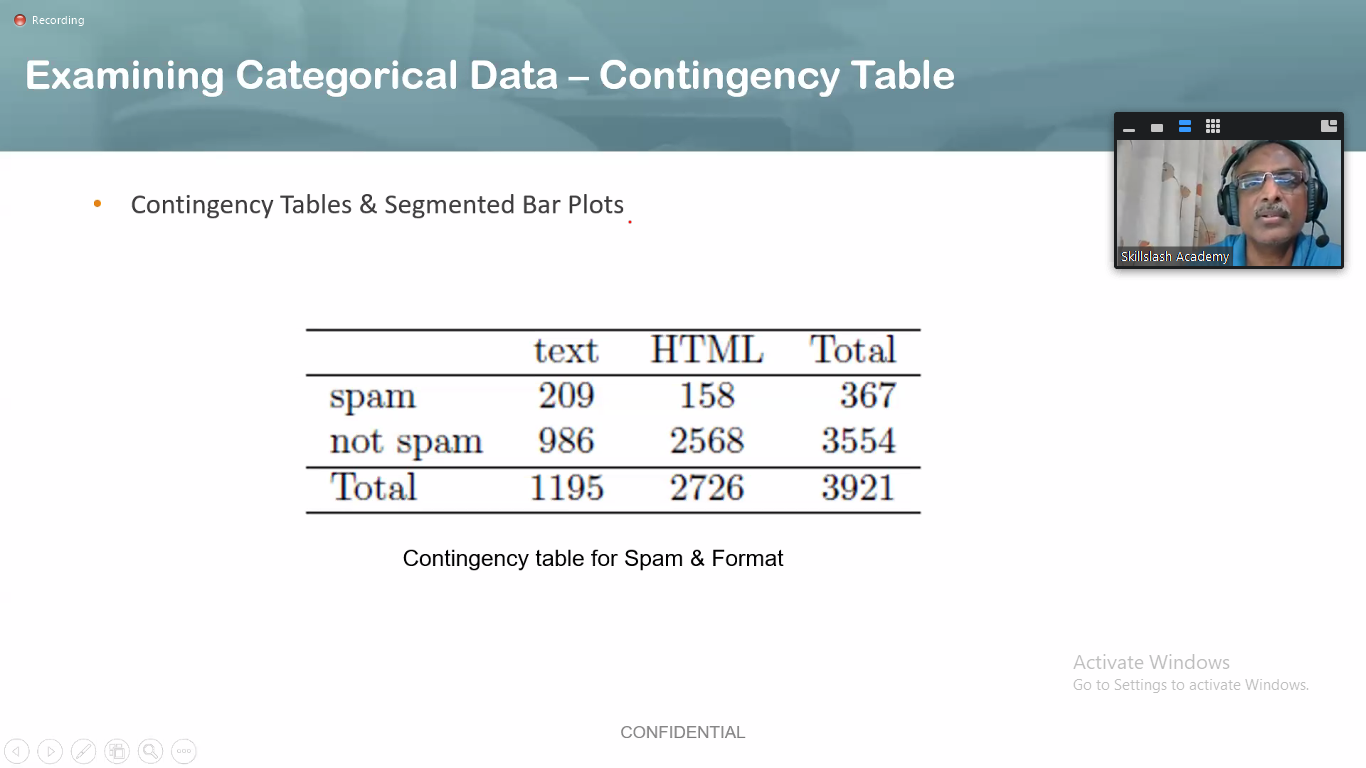 Recording
Examining Categorical Data – Contingency Table
Skillslash Academy
• Contingency Tables & Segmented Bar Plots
text HTML Total
spam 209 158 367
not spam 986 2568 3554
Total 1195 2726 3921
Contingency table for Spam & Format
Activate Windows
Go to Settings to activate Windows.
CONFIDENTIAL